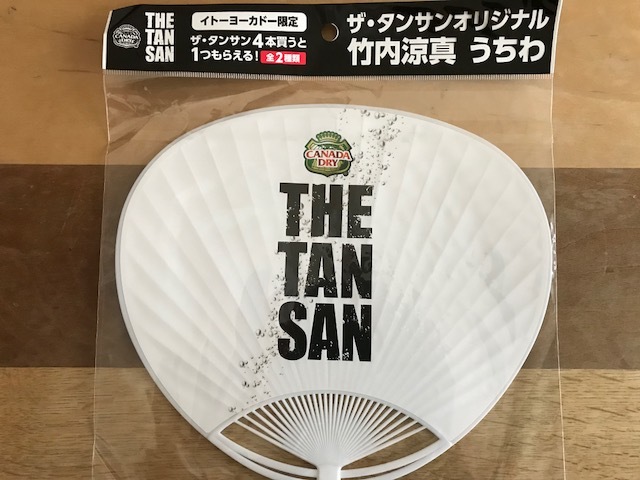 CANADA DRY
THE
TAN
SAN
イトーヨーカドー限定
ザ・タンサン4本買うと
1つもらえる！ 全2種類
ザ・タンサンオリジナル
竹内涼真 うちわ
CANADA
DRY
THE
TAN
SAN